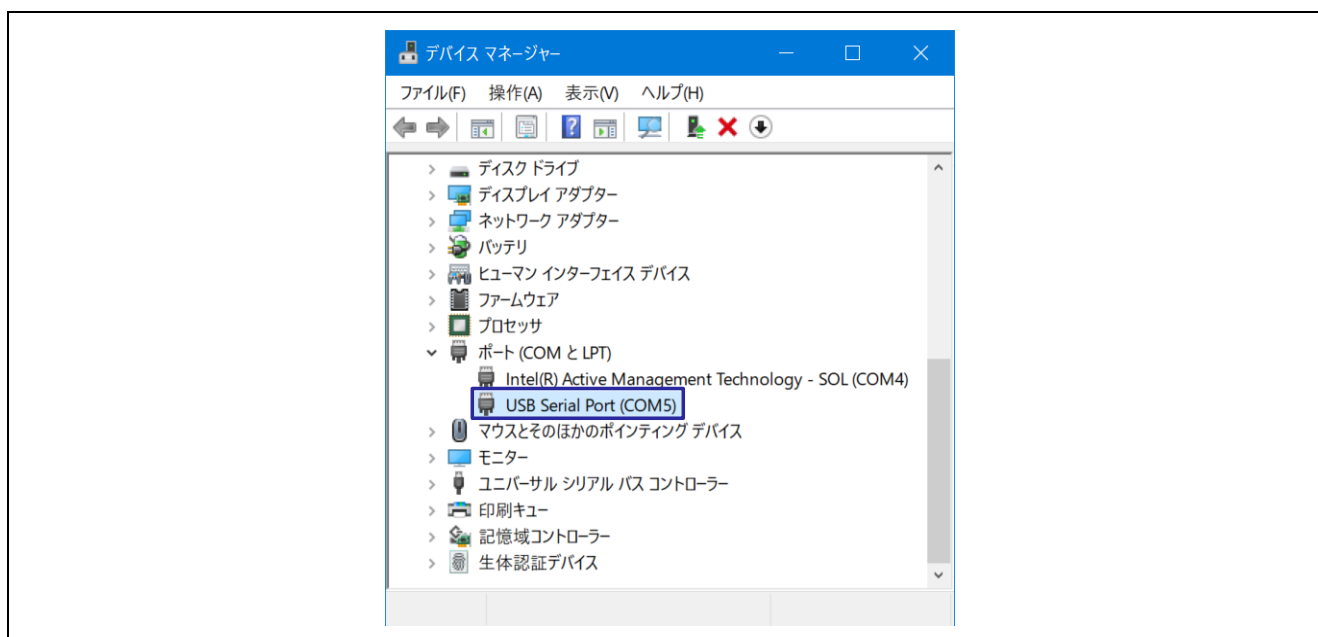 デバイス マネージャー
ファイル(F) 操作(A) 表示(V) ヘルプ(H)
ディスク ドライブ
ディスプレイ アダプター
ネットワーク アダプター
バッテリ
ヒューマン インターフェイス デバイス
ファームウェア
プロセッサ
ポート (COM と LPT)
Intel(R) Active Management Technology - SOL (COM4)
USB Serial Port (COM5)
マウスとそのほかのポインティング デバイス
モニター
ユニバーサル シリアル バス コントローラー
印刷キュー
記憶域コントローラー
生体認証デバイス